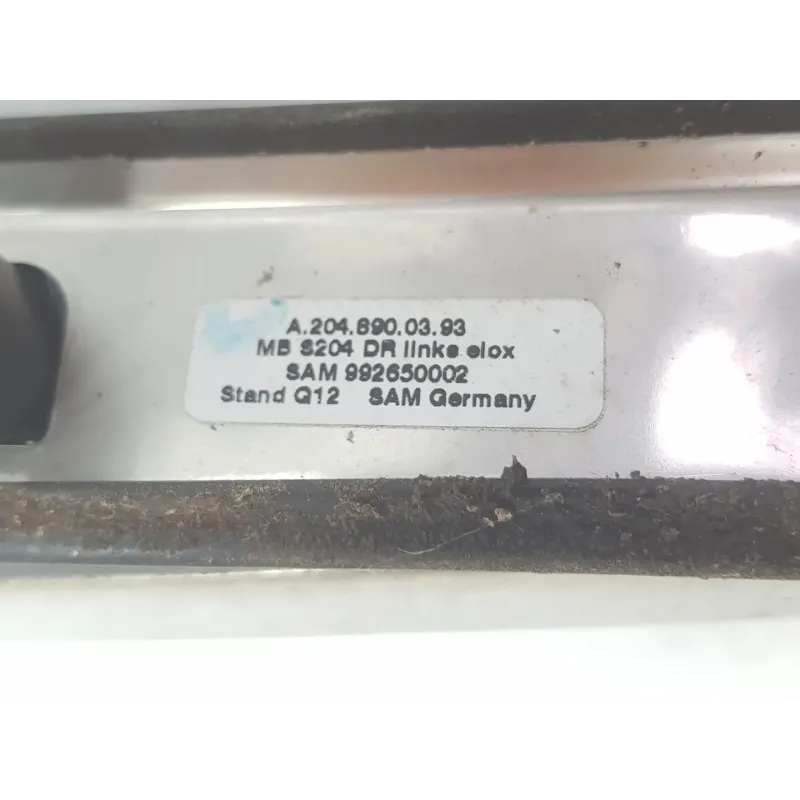 A.204.890.03.93
MB S204 DR links elox
SAM 992650002
Stand Q12 SAM Germany